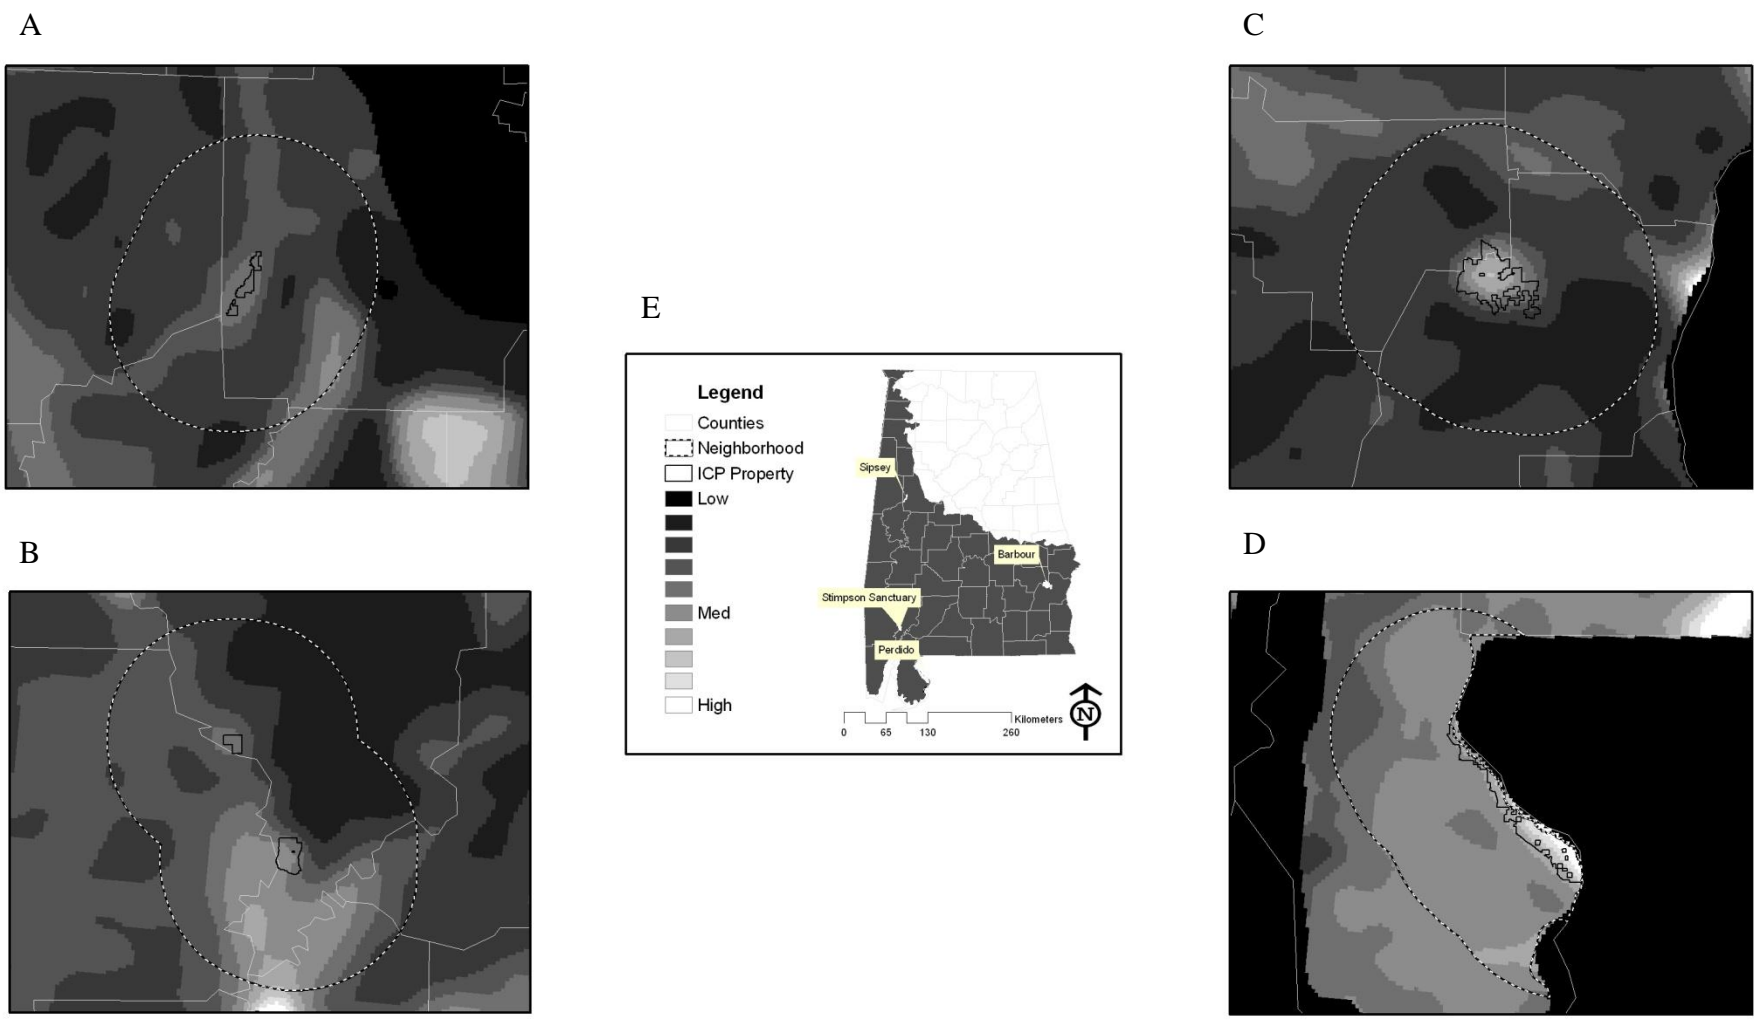 A
C
E
Legend
Counties
Neighborhood
ICP Property
Low
Med
High
Sipsey
Barbour
Stimpson Sanctuary
Perdido
N
Kilometers
0 65 130 260
B
D